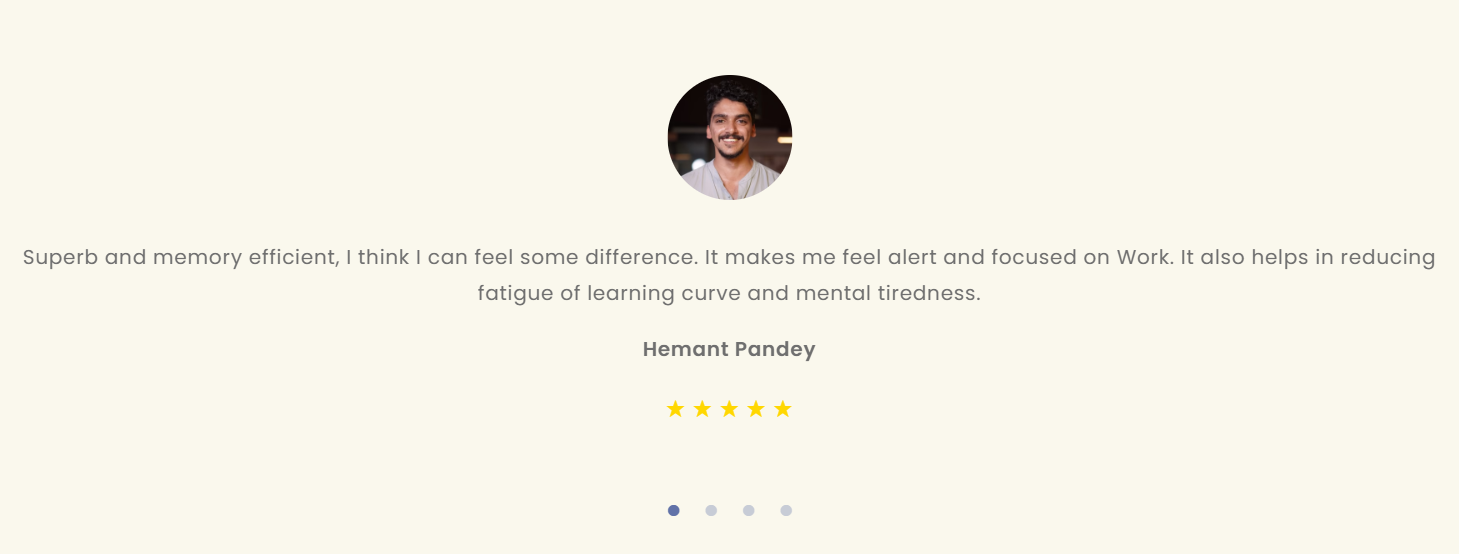 Superb and memory efficient, I think I can feel some difference. It makes me feel alert and focused on Work. It also helps in reducing
fatigue of learning curve and mental tiredness.
Hemant Pandey